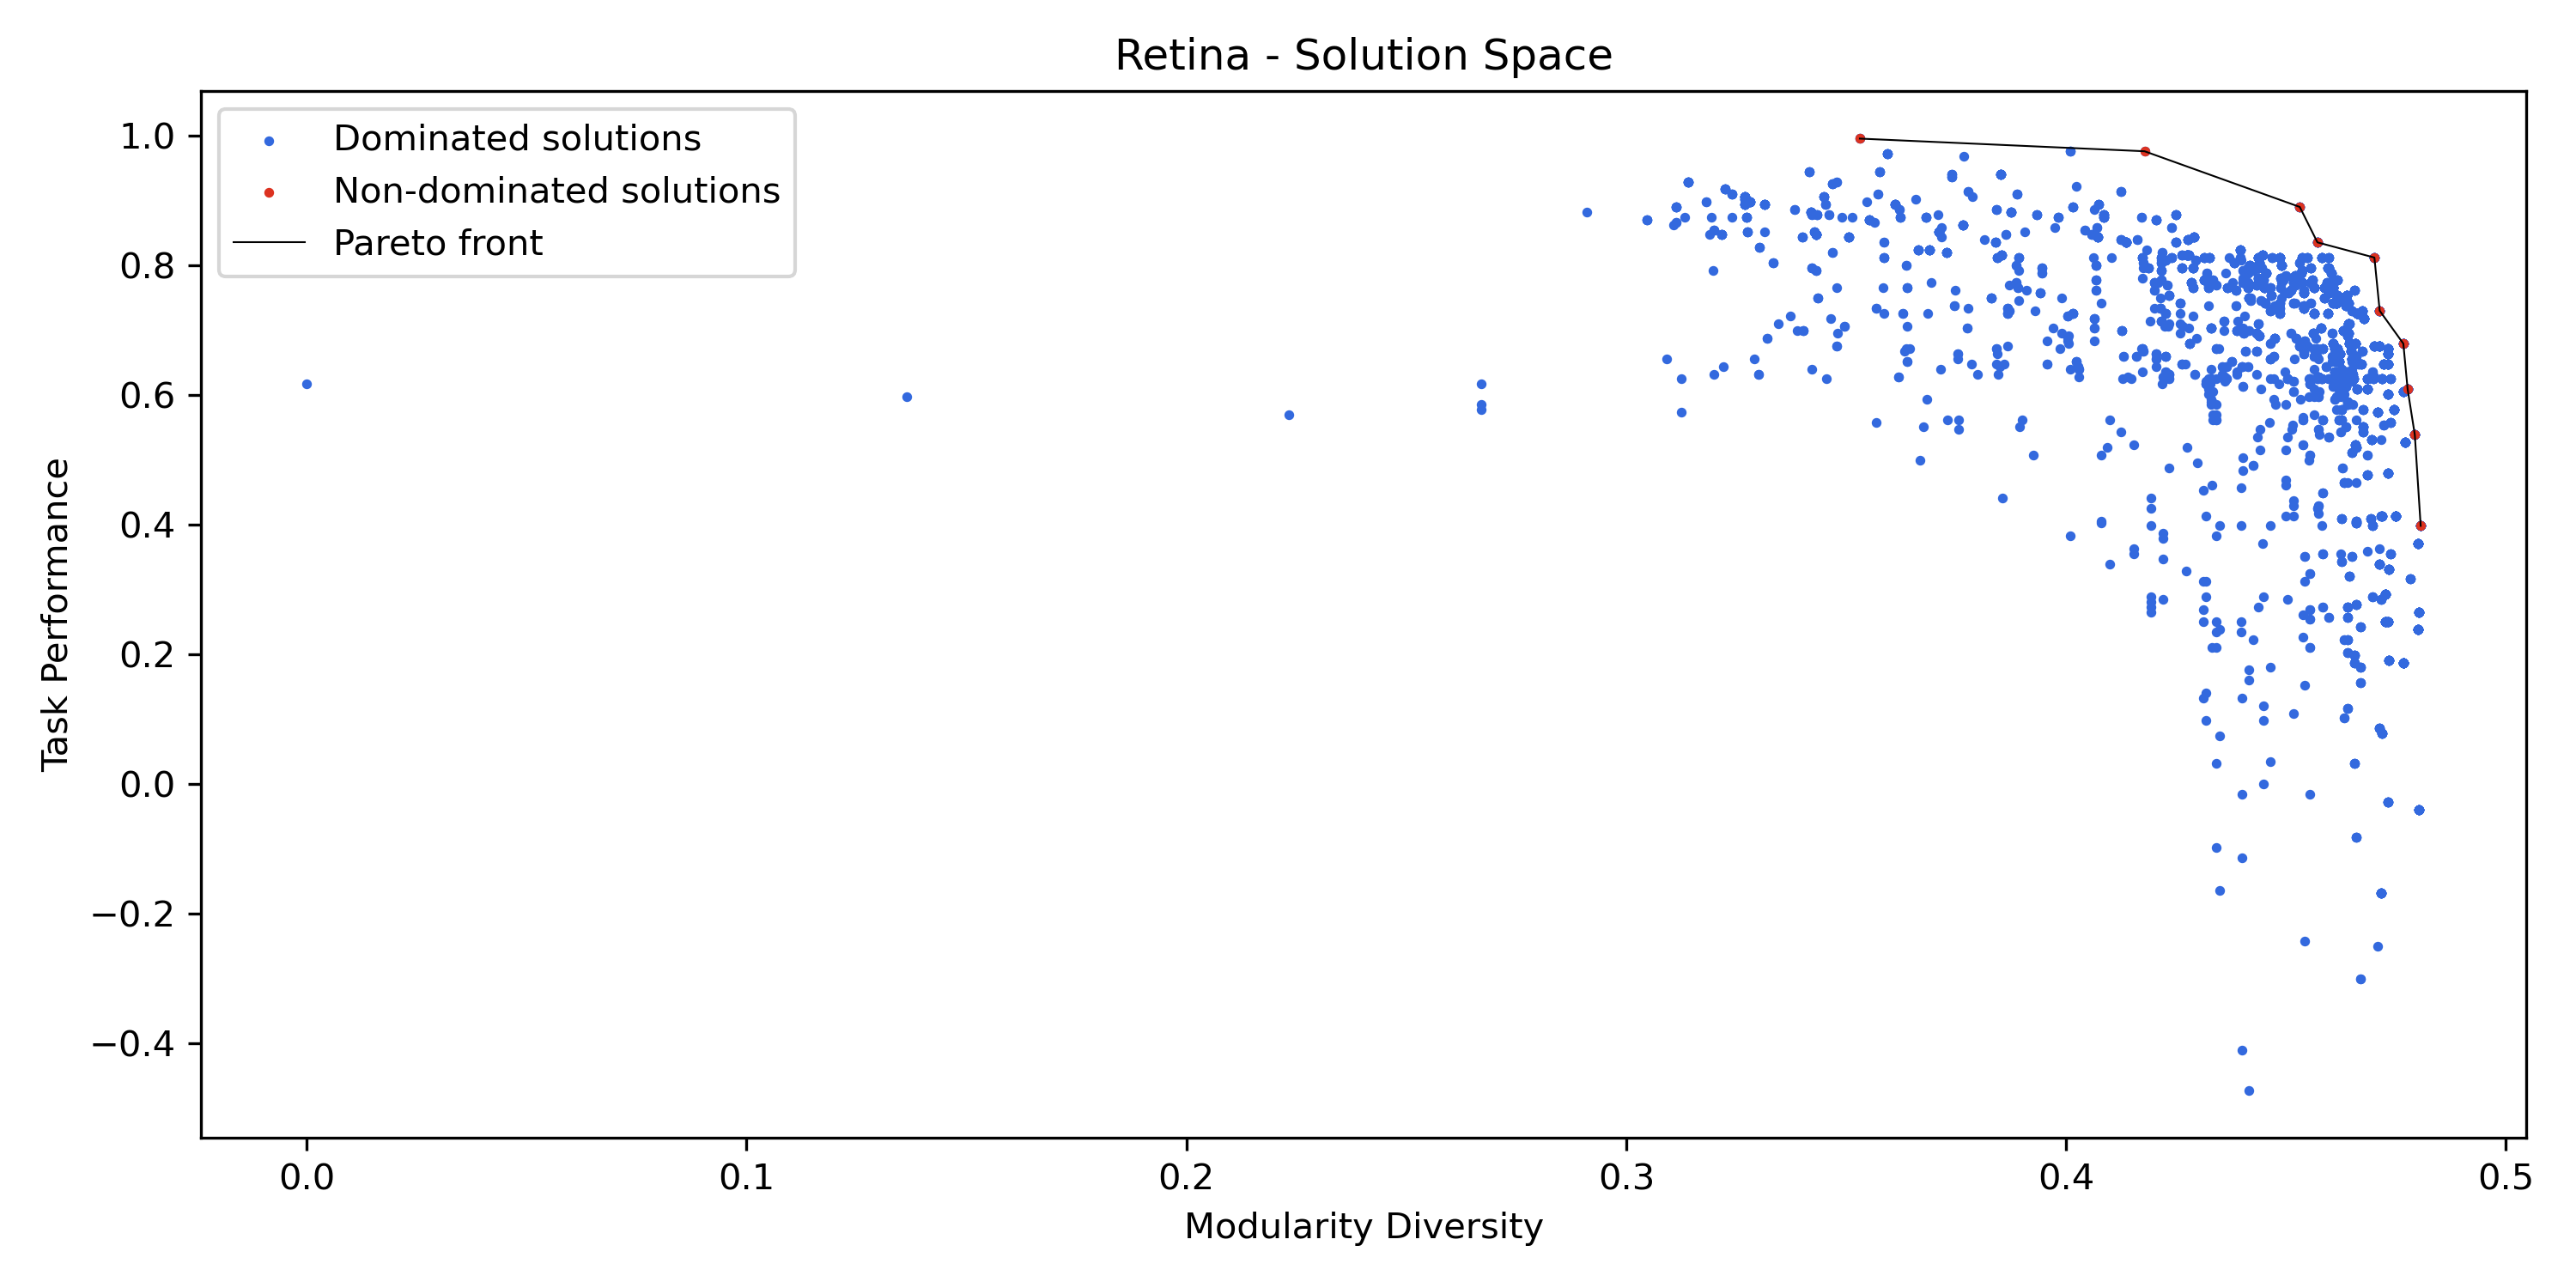 Retina - Solution Space
Dominated solutions
Non-dominated solutions
Pareto front
1.0
0.8
0.6
0.4
0.2
0.0
−0.2
−0.4
Task Performance
0.0 0.1 0.2 0.3 0.4 0.5
Modularity Diversity